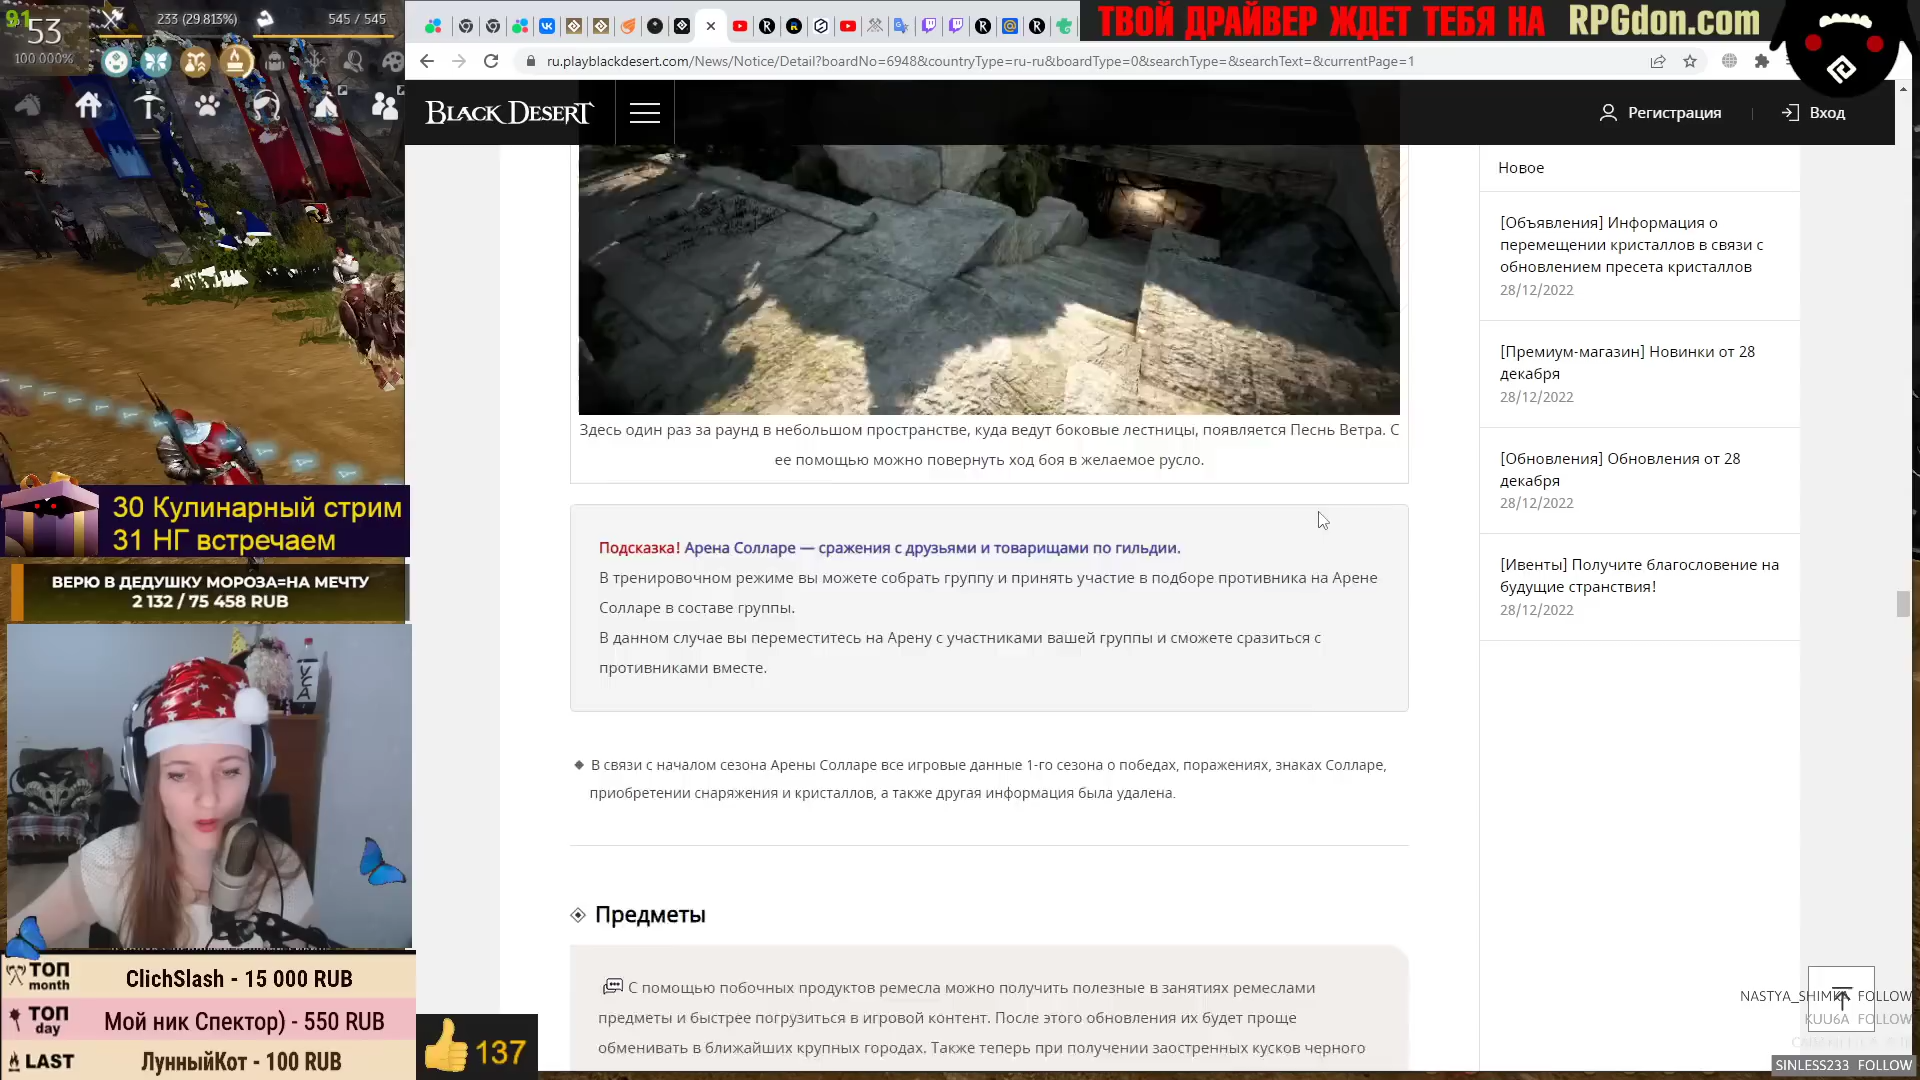 91
53
100 000%
233 (29.813%)
545 / 545
ТВОЙ ДРАЙВЕР ЖДЕТ ТЕБЯ НА RPGdon.com
ru.playblackdesert.com/News/Notice/Detail?boardNo=6948&countryType=ru-ru&boardType=0&searchType=&searchText=&currentPage=1
BLACK DESERT
Регистрация
Вход
Здесь один раз за раунд в небольшом пространстве, куда ведут боковые лестницы, появляется Песнь Ветра. С
ее помощью можно повернуть ход боя в желаемое русло.
Подсказка! Арена Солларе — сражения с друзьями и товарищами по гильдии.
В тренировочном режиме вы можете собрать группу и принять участие в подборе противника на Арене
Солларе в составе группы.
В данном случае вы переместитесь на Арену с участниками вашей группы и сможете сразиться с
противниками вместе.
В связи с началом сезона Арены Солларе все игровые данные 1-го сезона о победах, поражениях, знаках Солларе,
приобретении снаряжения и кристаллов, а также другая информация была удалена.
Предметы
С помощью побочных продуктов ремесла можно получить полезные в занятиях ремеслами
предметы и быстрее погрузиться в игровой контент. После этого обновления их будет проще
обменивать в ближайших крупных городах. Также теперь при получении заостренных кусков черного
Новое
[Объявления] Информация о
перемещении кристаллов в связи с
обновлением пресета кристаллов
28/12/2022
[Премиум-магазин] Новинки от 28
декабря
28/12/2022
[Обновления] Обновления от 28
декабря
28/12/2022
[Ивенты] Получите благословение на
будущие странствия!
28/12/2022
30 Кулинарный стрим
31 НГ встречаем
ВЕРЮ В ДЕДУШКУ МОРОЗА=НА МЕЧТУ
2 132 / 75 458 RUB
УСА
ТОП month ClichSlash - 15 000 RUB
ТОП day Мой ник Спектор) - 550 RUB
LAST ЛунныйКот - 100 RUB
137
NASTYA_SHIMK FOLLOW
KUU6A FOLLOW
SINLESS233 FOLLOW